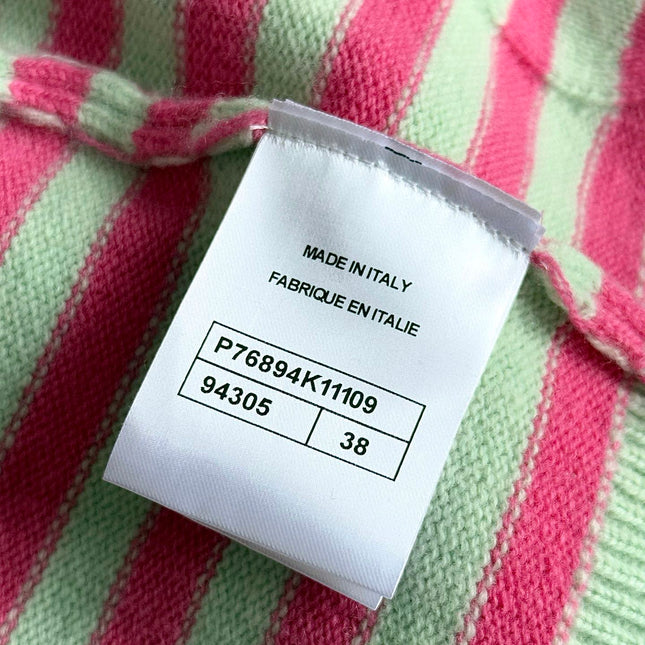 MADE IN ITALY
FABRIQUE EN ITALIE
P76894K11109
94305
38